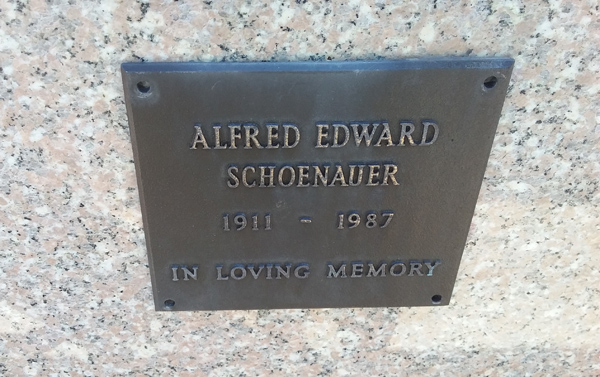 ALFRED EDWARD
SCHOENAUER
1911 - 1987
IN LOVING MEMORY